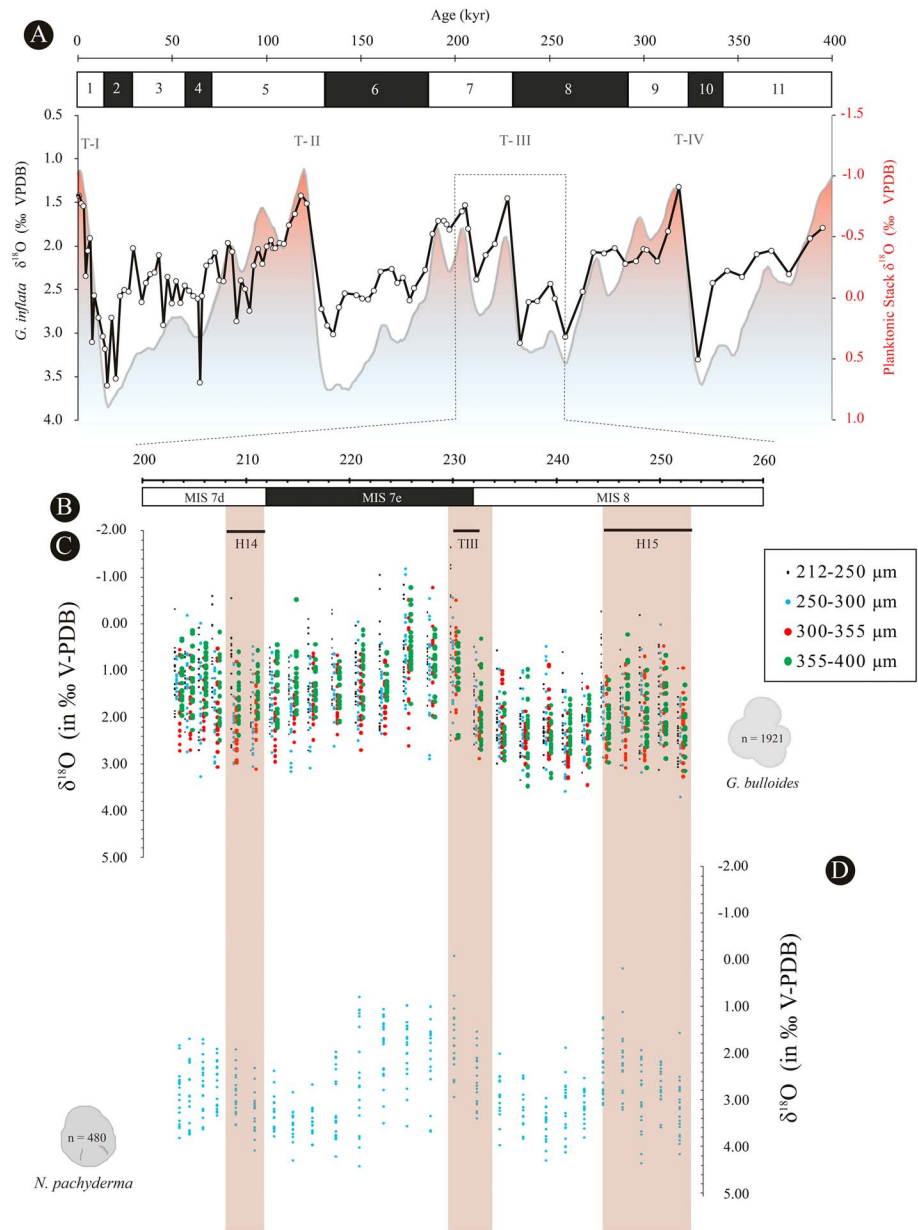 Age (kyr)
A
0 50 100 150 200 250 300 350 400
1 2 3 4 5 6 7 8 9 10 11
T-I T-II T-III T-IV
G. inflata δ¹⁸O (‰ VPDB)
0.5
1.0
1.5
2.0
2.5
3.0
3.5
4.0
Planktonic Stack δ¹⁸O (‰ VPDB)
-1.5
-1.0
-0.5
0.0
0.5
1.0
200 210 220 230 240 250 260
B
MIS 7d MIS 7e MIS 8
C
H14 TIII H15
δ¹⁸O (in ‰ V-PDB)
-2.00
-1.00
0.00
1.00
2.00
3.00
4.00
5.00
212-250 μm
250-300 μm
300-355 μm
355-400 μm
n = 1921
G. bulloides
D
δ¹⁸O (in ‰ V-PDB)
-2.00
-1.00
0.00
1.00
2.00
3.00
4.00
5.00
n = 480
N. pachyderma